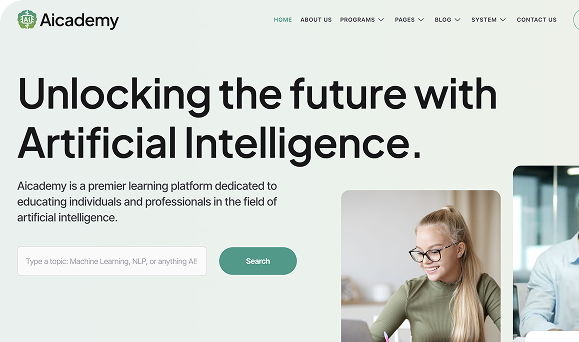 Aicademy
HOME ABOUT US PROGRAMS PAGES BLOG SYSTEM CONTACT US
Unlocking the future with
Artificial Intelligence.
Aicademy is a premier learning platform dedicated to
educating individuals and professionals in the field of
artificial intelligence.
Type a topic: Machine Learning, NLP, or anything AI!
Search